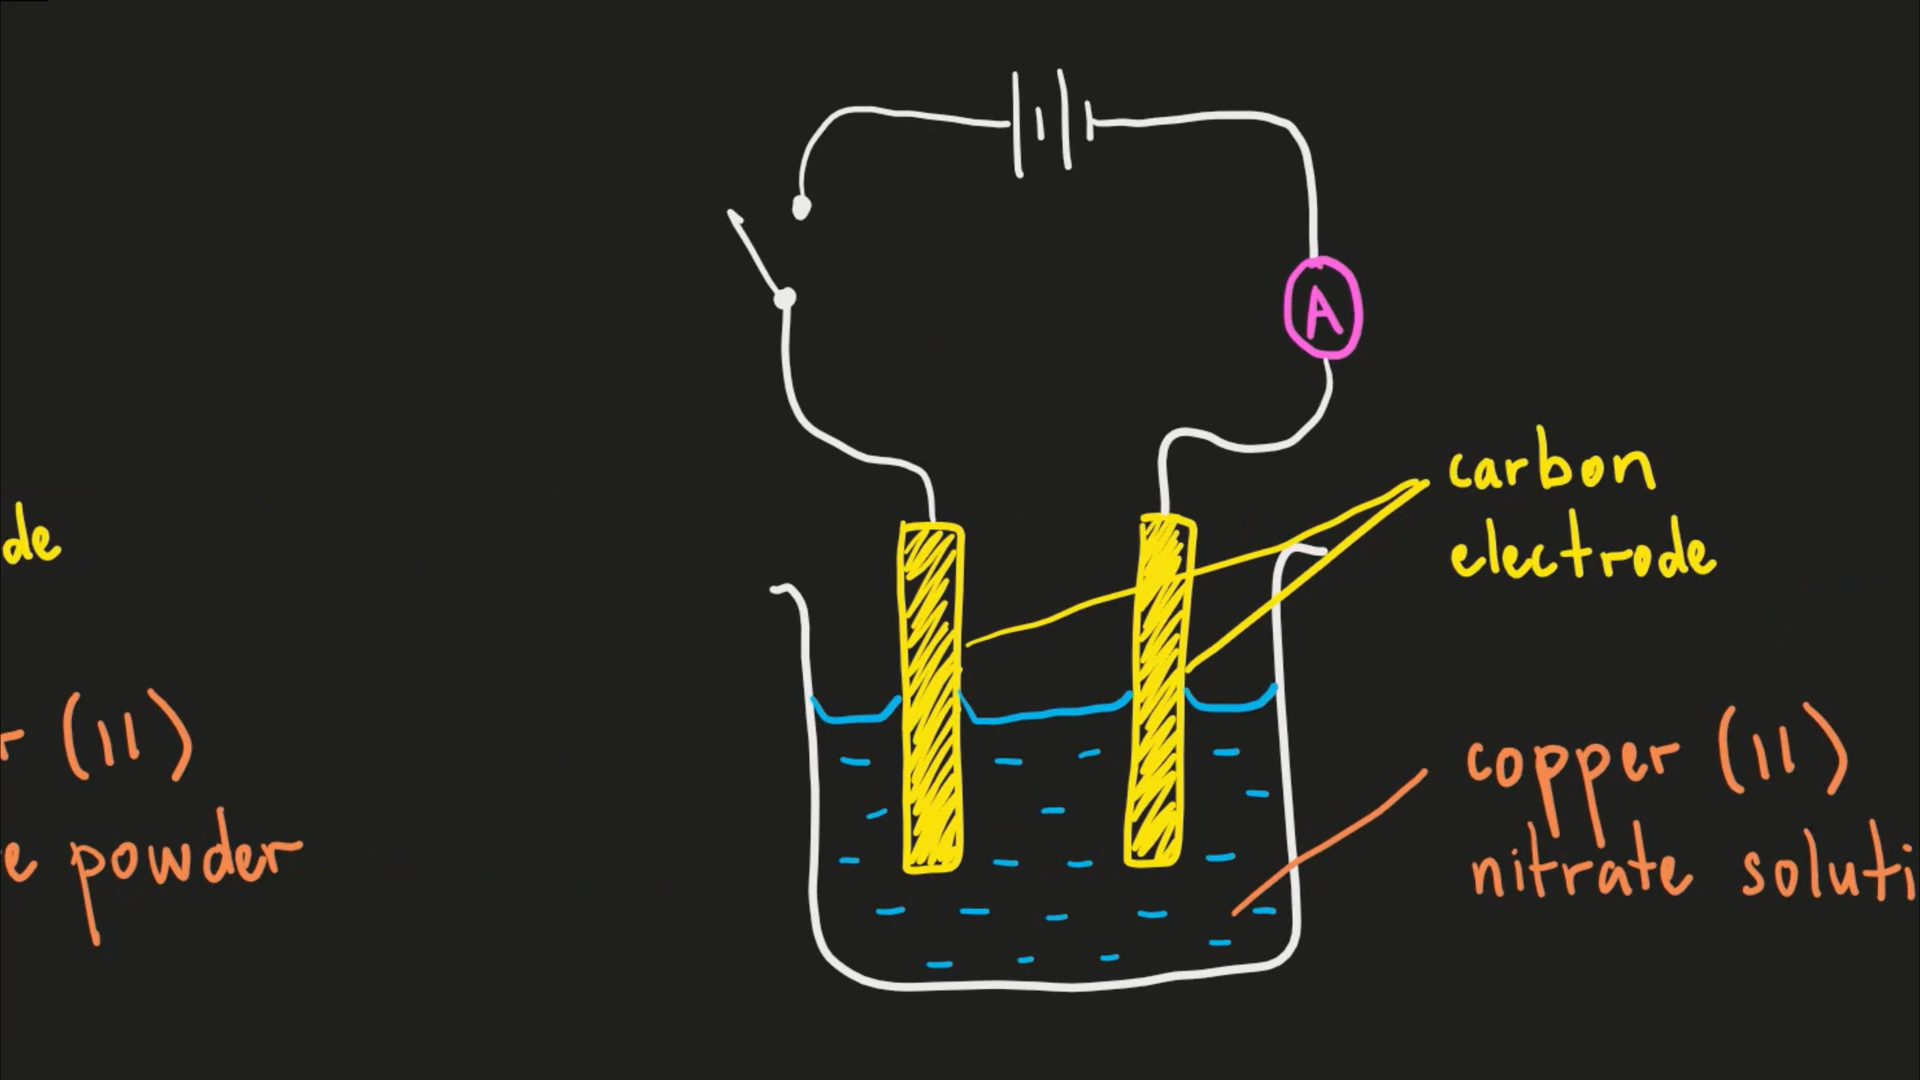 A
carbon
electrode
de
r (II)
e powder
copper (II)
nitrate soluti